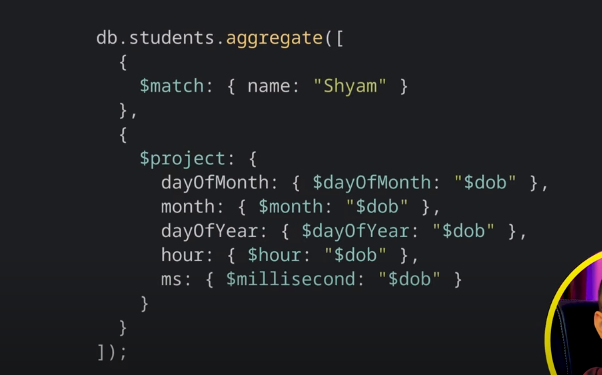 db.students.aggregate([
{
$match: { name: "Shyam" }
},
{
$project: {
dayOfMonth: { $dayOfMonth: "$dob" },
month: { $month: "$dob" },
dayOfYear: { $dayOfYear: "$dob" },
hour: { $hour: "$dob" },
ms: { $millisecond: "$dob" }
}
}
]);